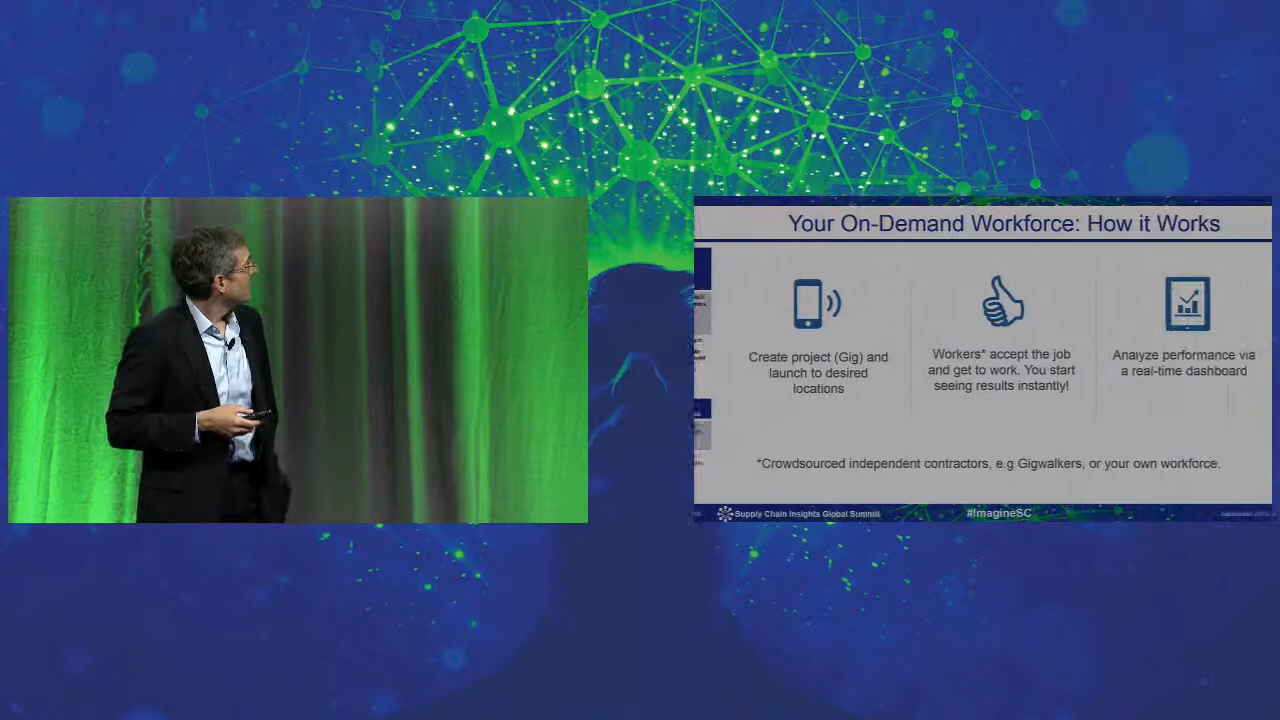 Your On-Demand Workforce: How it Works
Create project (Gig) and
launch to desired
locations
Workers* accept the job
and get to work. You start
seeing results instantly!
Analyze performance via
a real-time dashboard
*Crowdsourced independent contractors, e.g Gigwalkers, or your own workforce.
Supply Chain Insights Global Summit
#ImagineSC
September 2015